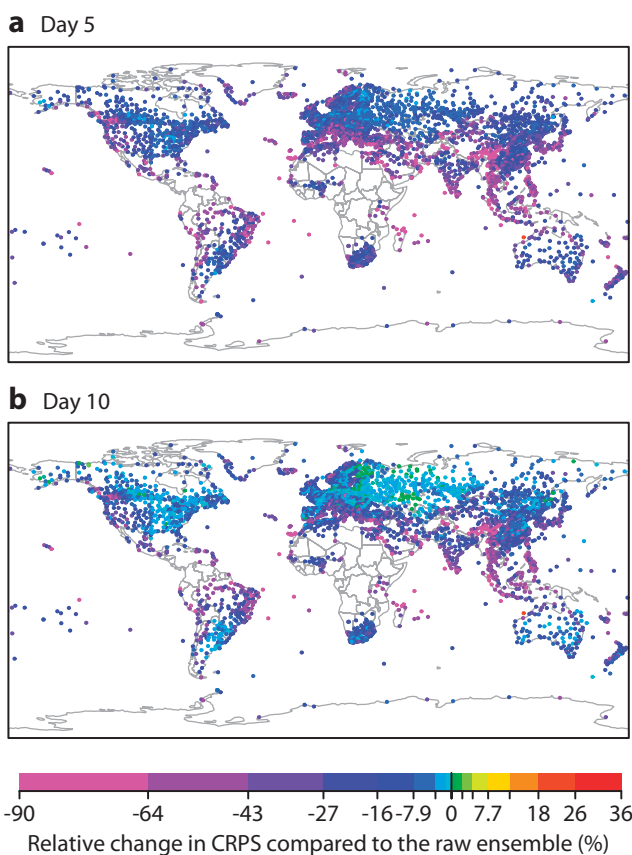 a Day 5
b Day 10
-90 -64 -43 -27 -16 -7.9 0 7.7 18 26 36
Relative change in CRPS compared to the raw ensemble (%)